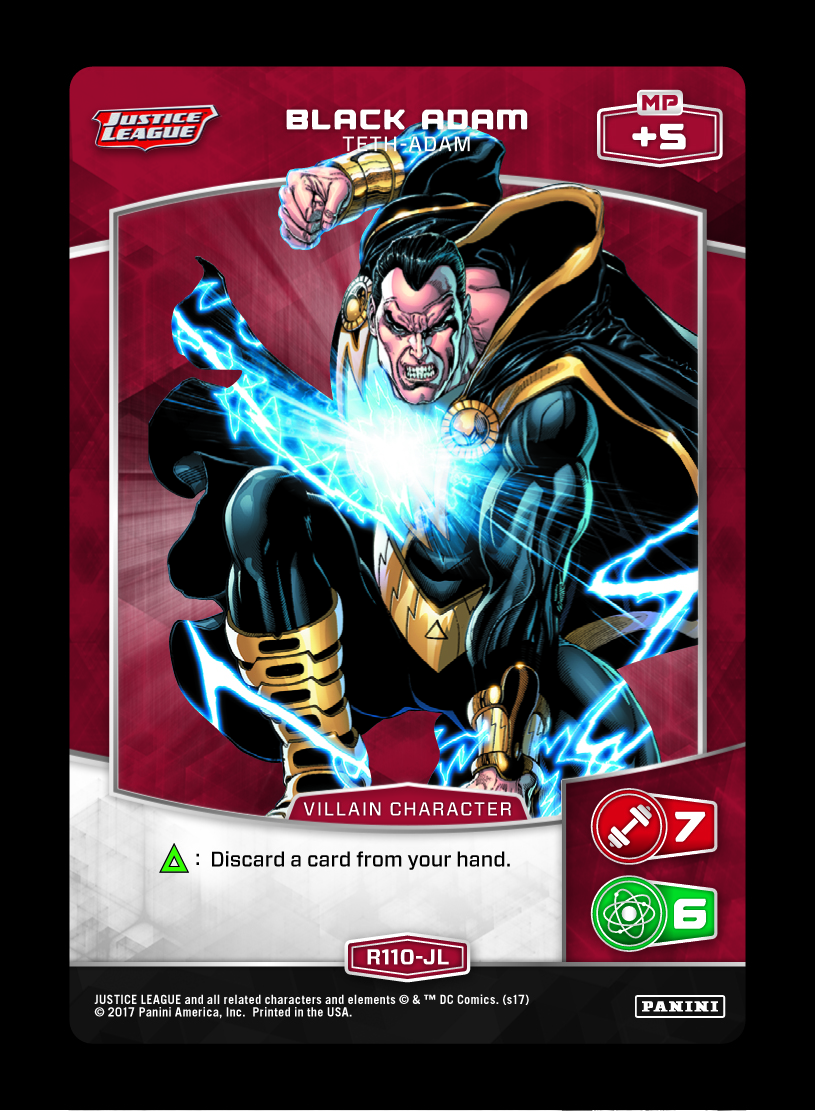 JUSTICE
LEAGUE
BLACK ADAM
TETH-ADAM
MP
+5
VILLAIN CHARACTER
: Discard a card from your hand.
7
6
R110-JL
JUSTICE LEAGUE and all related characters and elements © & ™ DC Comics. (s17)
© 2017 Panini America, Inc. Printed in the USA.
PANINI